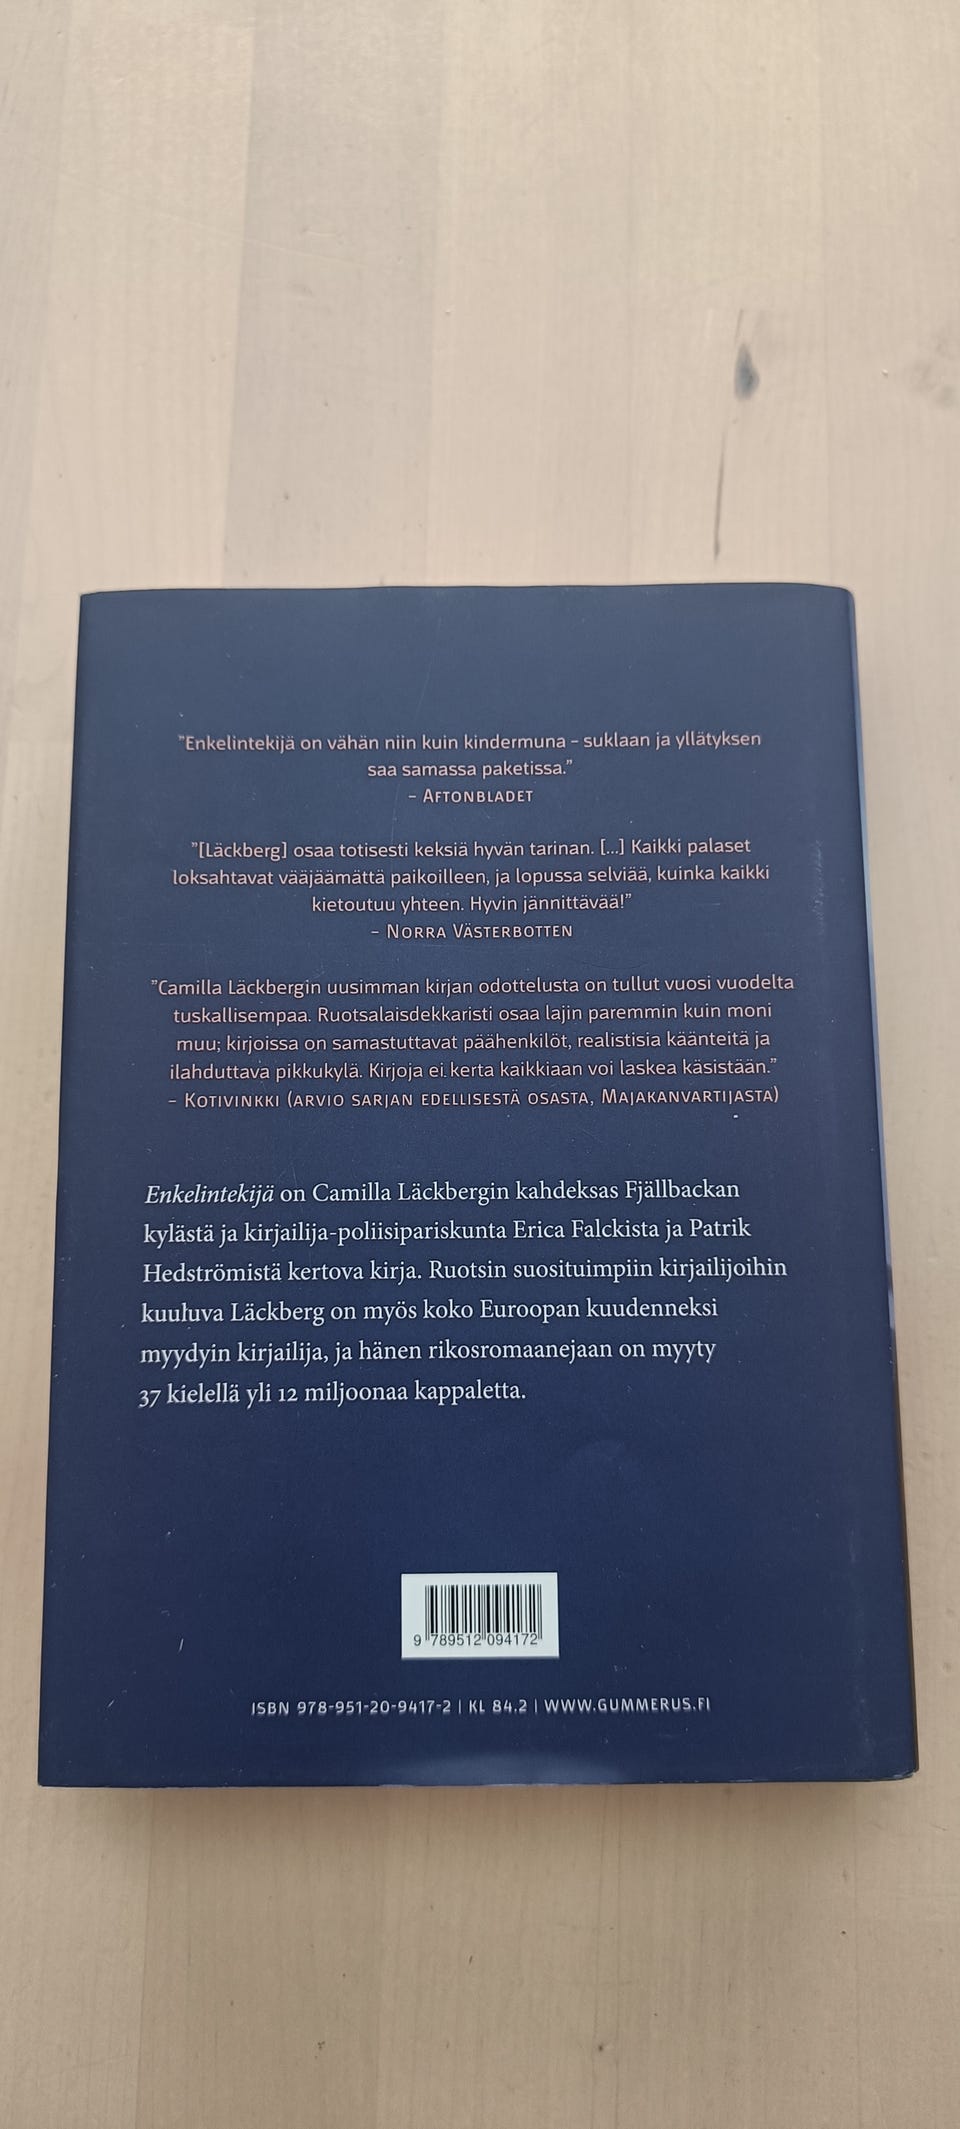 ”Enkelintekijä on vähän niin kuin kindermuna – suklaan ja yllätyksen
saa samassa paketissa.”
– AFTONBLADET
”[Läckberg] osaa totisesti keksiä hyvän tarinan. [...] Kaikki palaset
loksahtavat vääjäämättä paikoilleen, ja lopussa selviää, kuinka kaikki
kietoutuu yhteen. Hyvin jännittävää!”
– NORRA VÄSTERBOTTEN
”Camilla Läckbergin uusimman kirjan odottelusta on tullut vuosi vuodelta
tuskallisempaa. Ruotsalaisdekkaristi osaa lajin paremmin kuin moni
muu; kirjoissa on samastuttavat päähenkilöt, realistisia käänteitä ja
ilahduttava pikkukylä. Kirjoja ei kerta kaikkiaan voi laskea käsistään.”
– KOTIVINKKI (ARVIO SARJAN EDELLISESTÄ OSASTA, MAJAKANVARTIJASTA)
Enkelintekijä on Camilla Läckbergin kahdeksas Fjällbackan
kylästä ja kirjailija-poliisipariskunta Erica Falckista ja Patrik
Hedströmistä kertova kirja. Ruotsin suosituimpiin kirjailijoihin
kuuluva Läckberg on myös koko Euroopan kuudenneksi
myydyin kirjailija, ja hänen rikosromaanejaan on myyty
37 kielellä yli 12 miljoonaa kappaletta.
9 789512 094172
ISBN 978-951-20-9417-2 | KL 84.2 | WWW.GUMMERUS.FI